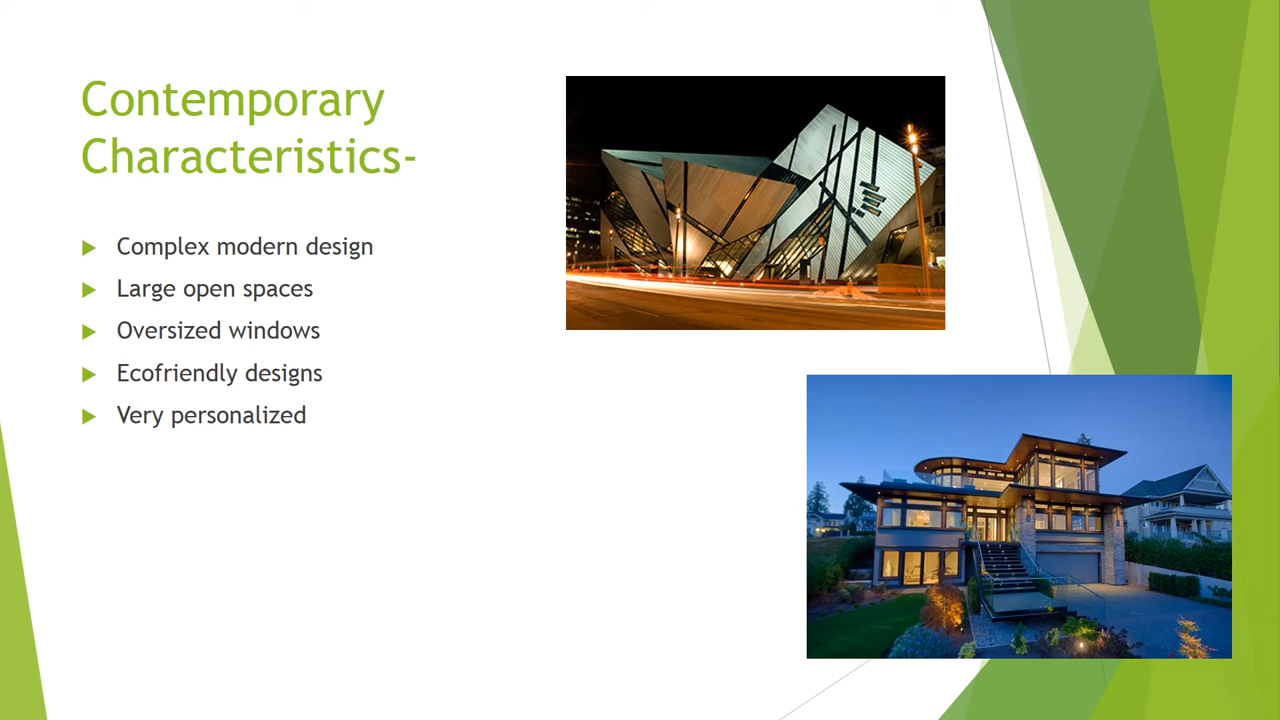 Contemporary
Characteristics-
Complex modern design
Large open spaces
Oversized windows
Ecofriendly designs
Very personalized